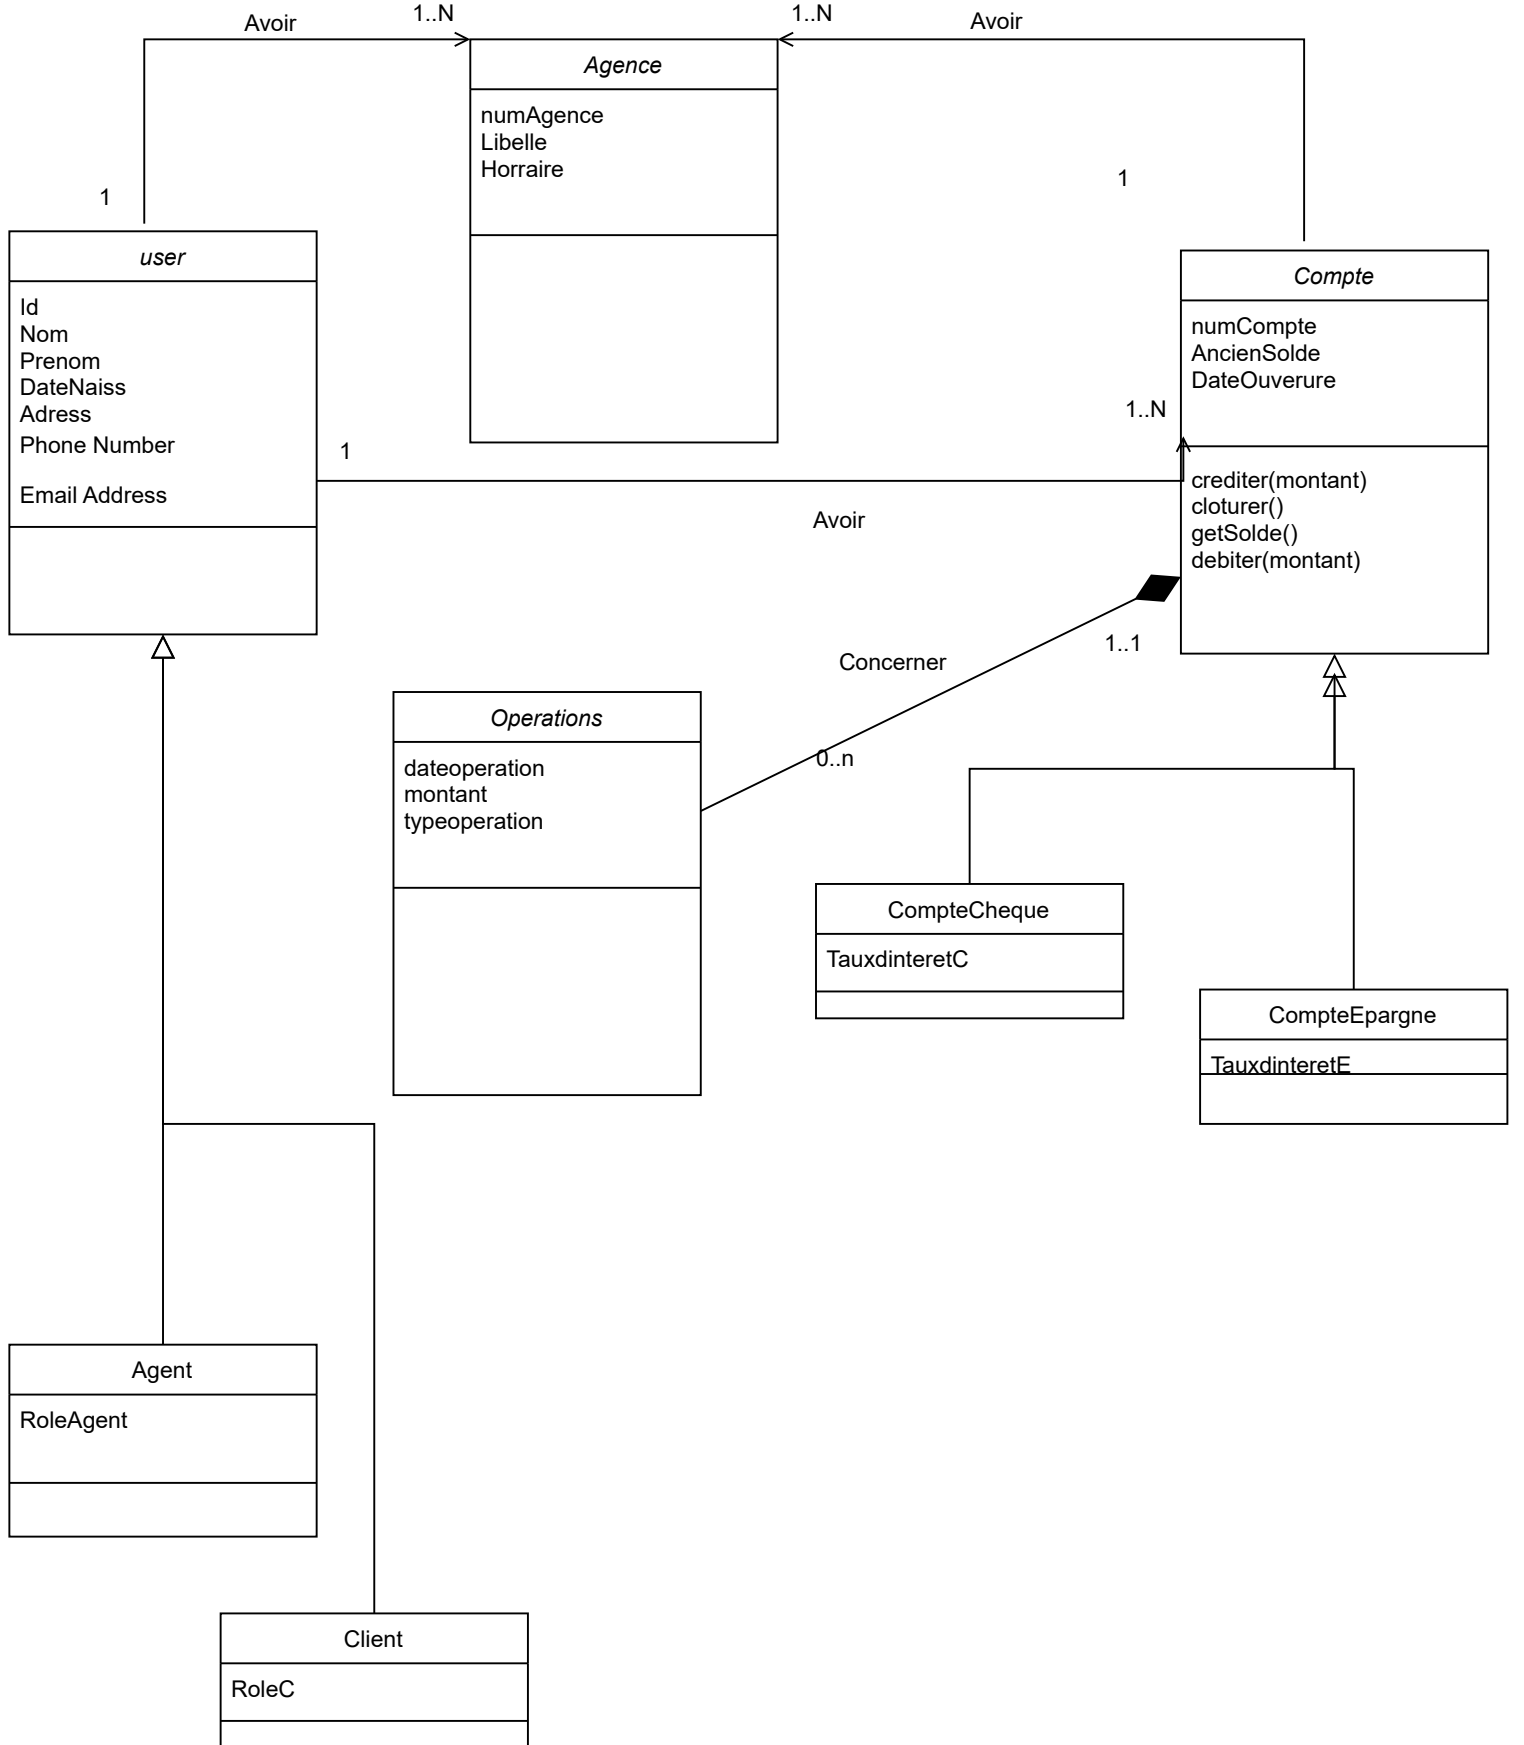 Avoir
1..N
1..N
Avoir
Agence
numAgence
Libelle
Horraire
1
1
user
Id
Nom
Prenom
DateNaiss
Adress
Phone Number
Email Address
Compte
numCompte
AncienSolde
DateOuverure
1..N
1
crediter(montant)
cloturer()
getSolde()
debiter(montant)
Avoir
1..1
Concerner
0..n
Operations
dateoperation
montant
typeoperation
CompteCheque
TauxdinteretC
CompteEpargne
TauxdinteretE
Agent
RoleAgent
Client
RoleC